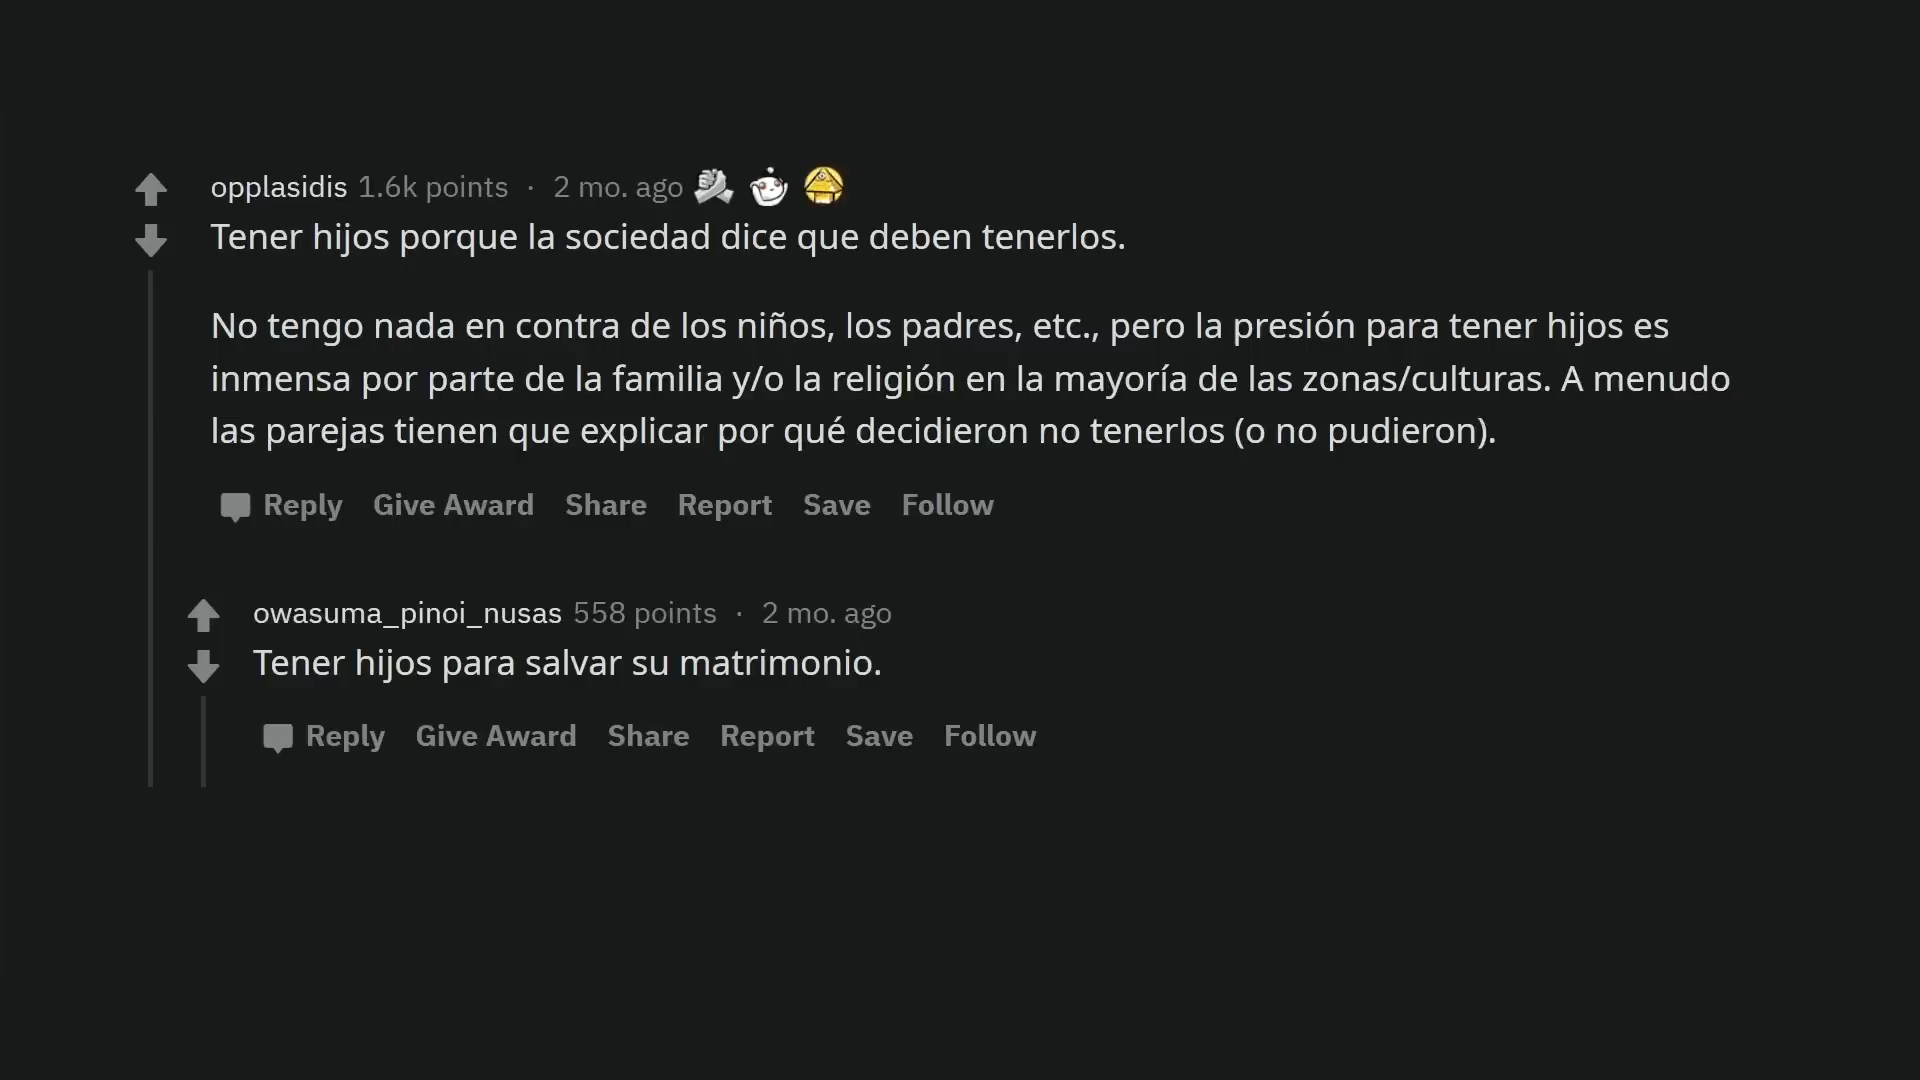 opplasidis 1.6k points · 2 mo. ago
Tener hijos porque la sociedad dice que deben tenerlos.
No tengo nada en contra de los niños, los padres, etc., pero la presión para tener hijos es
inmensa por parte de la familia y/o la religión en la mayoría de las zonas/culturas. A menudo
las parejas tienen que explicar por qué decidieron no tenerlos (o no pudieron).
Reply Give Award Share Report Save Follow
owasuma_pinoi_nusas 558 points · 2 mo. ago
Tener hijos para salvar su matrimonio.
Reply Give Award Share Report Save Follow